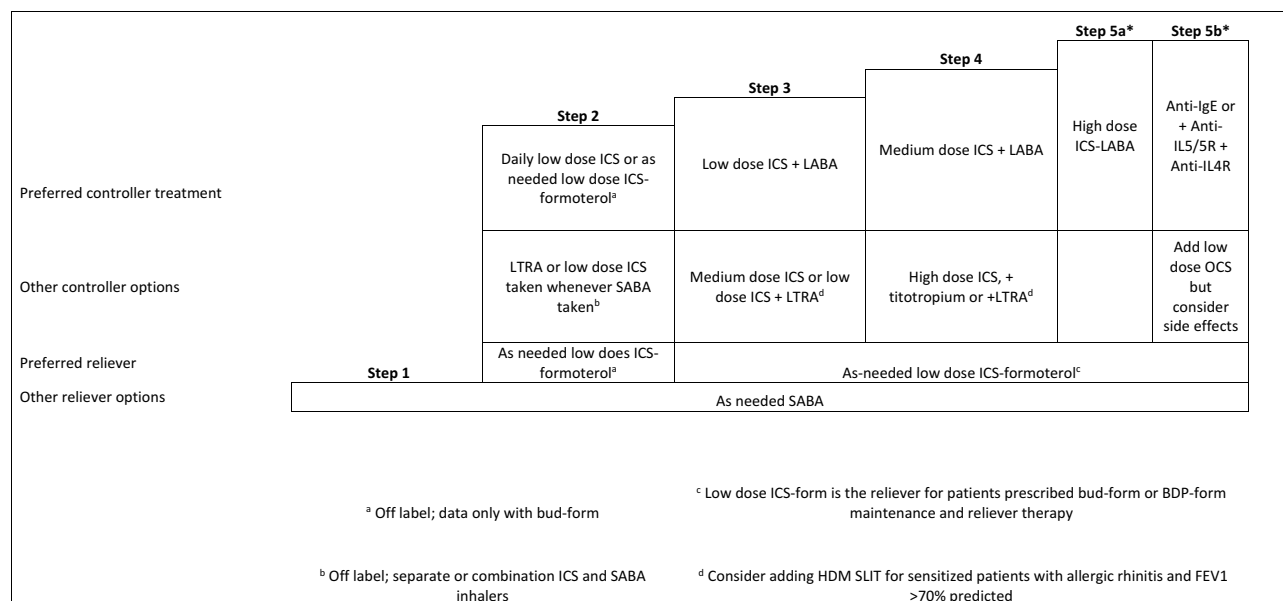 Step 5a*
Step 5b*
Step 4
Step 3
Step 2
Preferred controller treatment
Daily low dose ICS or as
needed low dose ICS-
formoterolᵃ
Low dose ICS + LABA
Medium dose ICS + LABA
High dose
ICS-LABA
Anti-IgE or
+ Anti-
IL5/5R +
Anti-IL4R
Other controller options
LTRA or low dose ICS
taken whenever SABA
takenᵇ
Medium dose ICS or low
dose ICS + LTRAᵈ
High dose ICS, +
titotropium or +LTRAᵈ
Add low
dose OCS
but
consider
side effects
Preferred reliever
Step 1
As needed low does ICS-
formoterolᵃ
As-needed low dose ICS-formoterolᶜ
Other reliever options
As needed SABA
ᵃ Off label; data only with bud-form
ᶜ Low dose ICS-form is the reliever for patients prescribed bud-form or BDP-form
maintenance and reliever therapy
ᵇ Off label; separate or combination ICS and SABA
inhalers
ᵈ Consider adding HDM SLIT for sensitized patients with allergic rhinitis and FEV1
>70% predicted